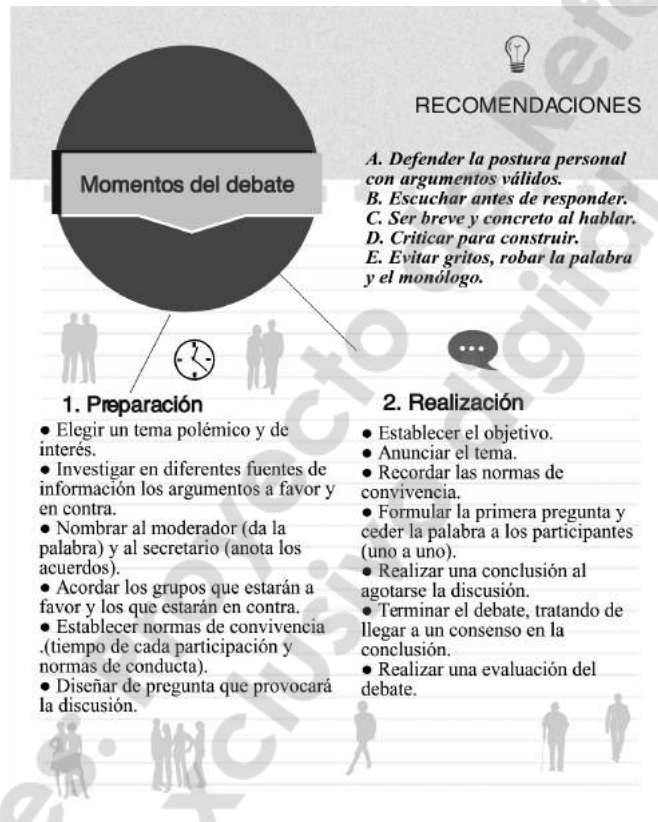 RECOMENDACIONES
A. Defender la postura personal
con argumentos válidos.
B. Escuchar antes de responder.
C. Ser breve y concreto al hablar.
D. Criticar para construir.
E. Evitar gritos, robar la palabra
y el monólogo.
Momentos del debate
1. Preparación
● Elegir un tema polémico y de
interés.
● Investigar en diferentes fuentes de
información los argumentos a favor y
en contra.
● Nombrar al moderador (da la
palabra) y al secretario (anota los
acuerdos).
● Acordar los grupos que estarán a
favor y los que estarán en contra.
● Establecer normas de convivencia
.(tiempo de cada participación y
normas de conducta).
● Diseñar de pregunta que provocará
la discusión.
2. Realización
● Establecer el objetivo.
● Anunciar el tema.
● Recordar las normas de
convivencia.
● Formular la primera pregunta y
ceder la palabra a los participantes
(uno a uno).
● Realizar una conclusión al
agotarse la discusión.
● Terminar el debate, tratando de
llegar a un consenso en la
conclusión.
● Realizar una evaluación del
debate.